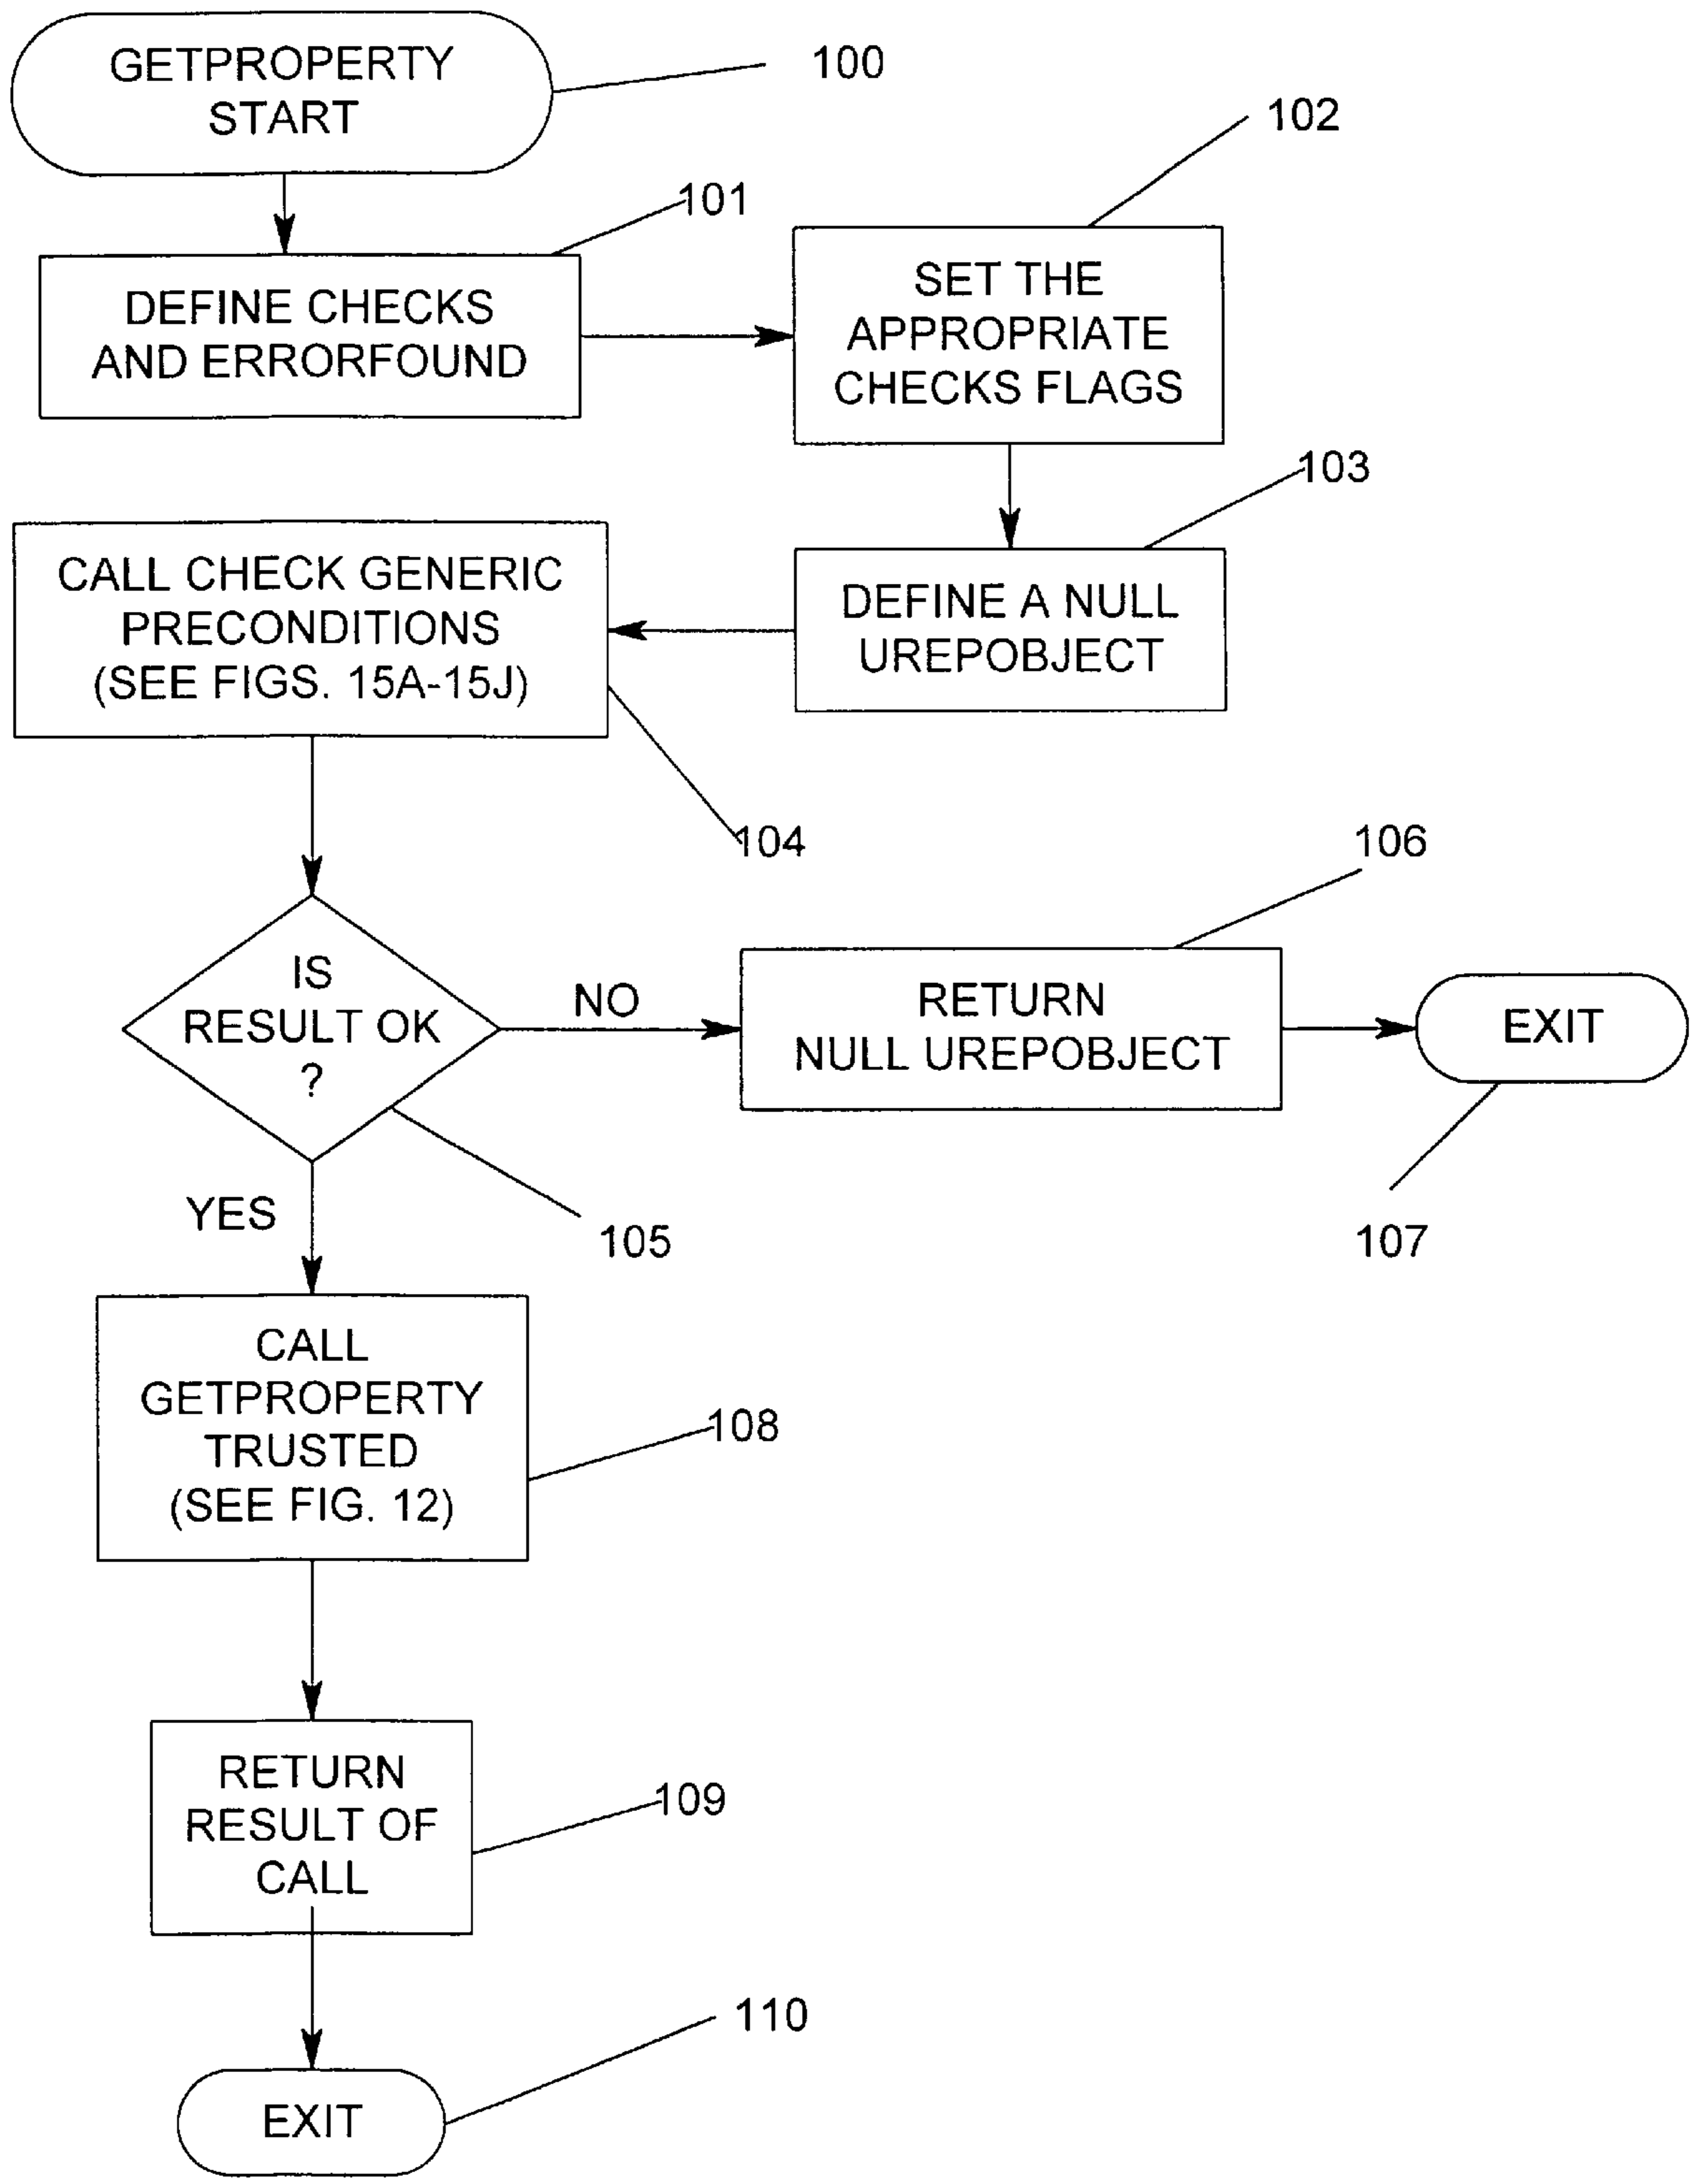 GETPROPERTY
START
100
102
101
DEFINE CHECKS
AND ERRORFOUND
SET THE
APPROPRIATE
CHECKS FLAGS
103
CALL CHECK GENERIC
PRECONDITIONS
(SEE FIGS. 15A-15J)
DEFINE A NULL
UREPOBJECT
104
106
IS
RESULT OK
?
NO
RETURN
NULL UREPOBJECT
EXIT
YES
105
107
CALL
GETPROPERTY
TRUSTED
(SEE FIG. 12)
108
RETURN
RESULT OF
CALL
109
110
EXIT